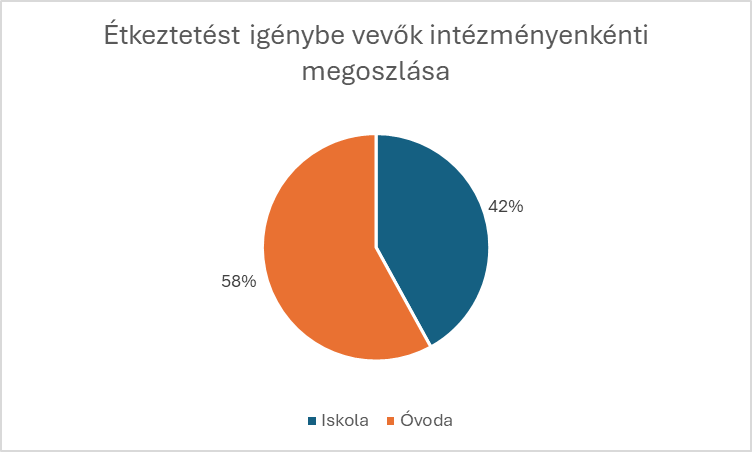 Étkeztetést igénybe vevők intézményenkénti
megoszlása
42%
58%
Iskola Óvoda